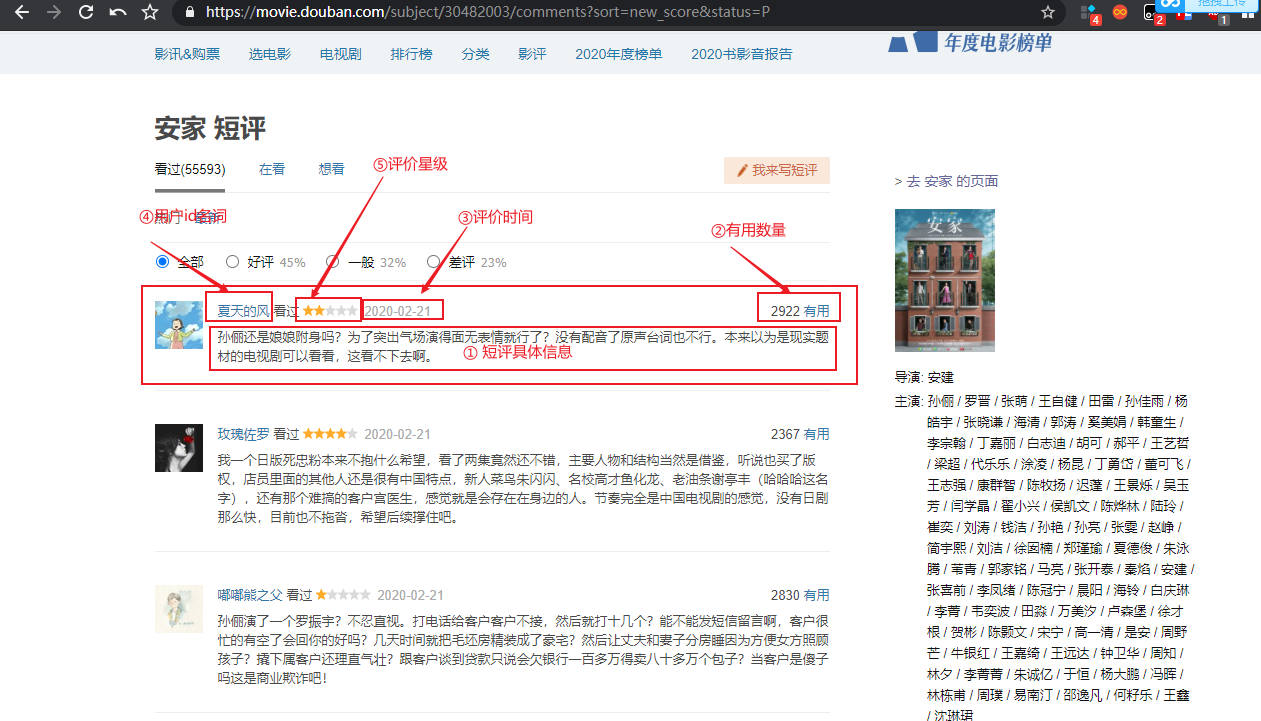 https://movie.douban.com/subject/30482003/comments?sort=new_score&status=P
4
2
1
拖拽上传
影讯&购票 选电影 电视剧 排行榜 分类 影评 2020年度榜单 2020书影音报告
年度电影榜单
安家 短评
看过(55593) 在看 想看
⑤评价星级
我来写短评
> 去 安家 的页面
④用户id名词
③评价时间
②有用数量
全部 好评 45% 一般 32% 差评 23%
安家
夏天的风 看过 2020-02-21 2922 有用
孙俪还是娘娘附身吗？为了突出气场演得面无表情就行了？没有配音了原声台词也不行。本来以为是现实题
材的电视剧可以看看，这看不下去啊。
① 短评具体信息
玫瑰佐罗 看过 2020-02-21 2367 有用
我一个日版死忠粉本来不抱什么希望，看了两集竟然还不错，主要人物和结构当然是借鉴，听说也买了版
权，店员里面的其他人还是很有中国特点，新人菜鸟朱闪闪、名校高才鱼化龙、老油条谢亭丰（哈哈哈这名
字），还有那个难搞的客户宫医生，感觉就是会存在在身边的人。节奏完全是中国电视剧的感觉，没有日剧
那么快，目前也不拖沓，希望后续撑住吧。
嘟嘟熊之父 看过 2020-02-21 2830 有用
孙俪演了一个罗振宇？不忍直视。打电话给客户客户不接，然后就打十几个？能不能发短信留言啊，客户很
忙的有空了会回你的好吗？几天时间就把毛坯房精装成了豪宅？然后让丈夫和妻子分房睡因为方便女方照顾
孩子？撬下属客户还理直气壮？跟客户谈到贷款只说会欠银行一百多万得卖八十多万个包子？当客户是傻子
吗这是商业欺诈吧！
导演: 安建
主演: 孙俪 / 罗晋 / 张萌 / 王自健 / 田雷 / 孙佳雨 / 杨
皓宇 / 张晓谦 / 海清 / 郭涛 / 奚美娟 / 韩童生 /
李宗翰 / 丁嘉丽 / 白志迪 / 胡可 / 郝平 / 王艺哲
/ 梁超 / 代乐乐 / 涂凌 / 杨昆 / 丁勇岱 / 董可飞 /
王志强 / 康群智 / 陈牧扬 / 迟蓬 / 王景烁 / 吴玉
芳 / 闫学晶 / 翟小兴 / 侯凯文 / 陈烨林 / 陆玲 /
崔奕 / 刘涛 / 钱洁 / 孙艳 / 孙亮 / 张雯 / 赵峥 /
简宇熙 / 刘洁 / 徐囡楠 / 郑瑾瑜 / 夏德俊 / 朱泳
腾 / 苇青 / 郭家铭 / 马亮 / 张开泰 / 秦焰 / 安建 /
张喜前 / 李凤绪 / 陈冠宁 / 晨阳 / 海铃 / 白庆琳
/ 李菁 / 韦奕波 / 田淼 / 万美汐 / 卢森堡 / 徐才
根 / 贺彬 / 陈颢文 / 宋宁 / 高一清 / 是安 / 周野
芒 / 牛银红 / 王嘉绮 / 王远达 / 钟卫华 / 周知 /
林夕 / 李菁菁 / 朱诚亿 / 于恒 / 杨大鹏 / 冯晖 /
林栋甫 / 周璞 / 易南汀 / 邵逸凡 / 何籽乐 / 王鑫
/ 沈琳珺